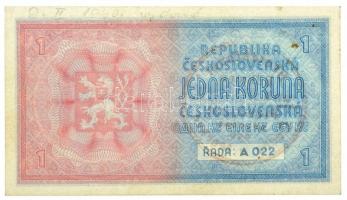 1
1
REPUBLIKA
ČESKOSLOVENSKÁ
JEDNA KORUNA
ČESKOSLOVENSKÁ
ŘADA: A 022
1
1